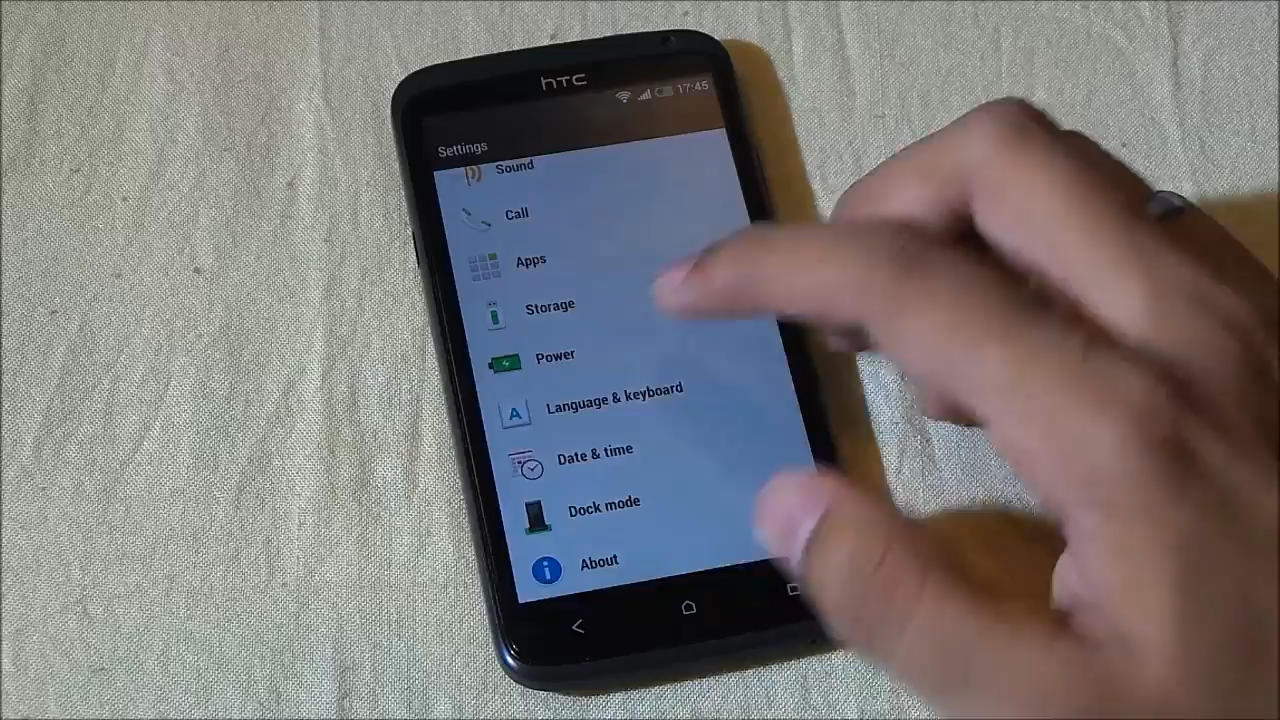 hTC
17:45
Settings
Sound
Call
Apps
Storage
Power
A
Language & keyboard
Date & time
Dock mode
i
About